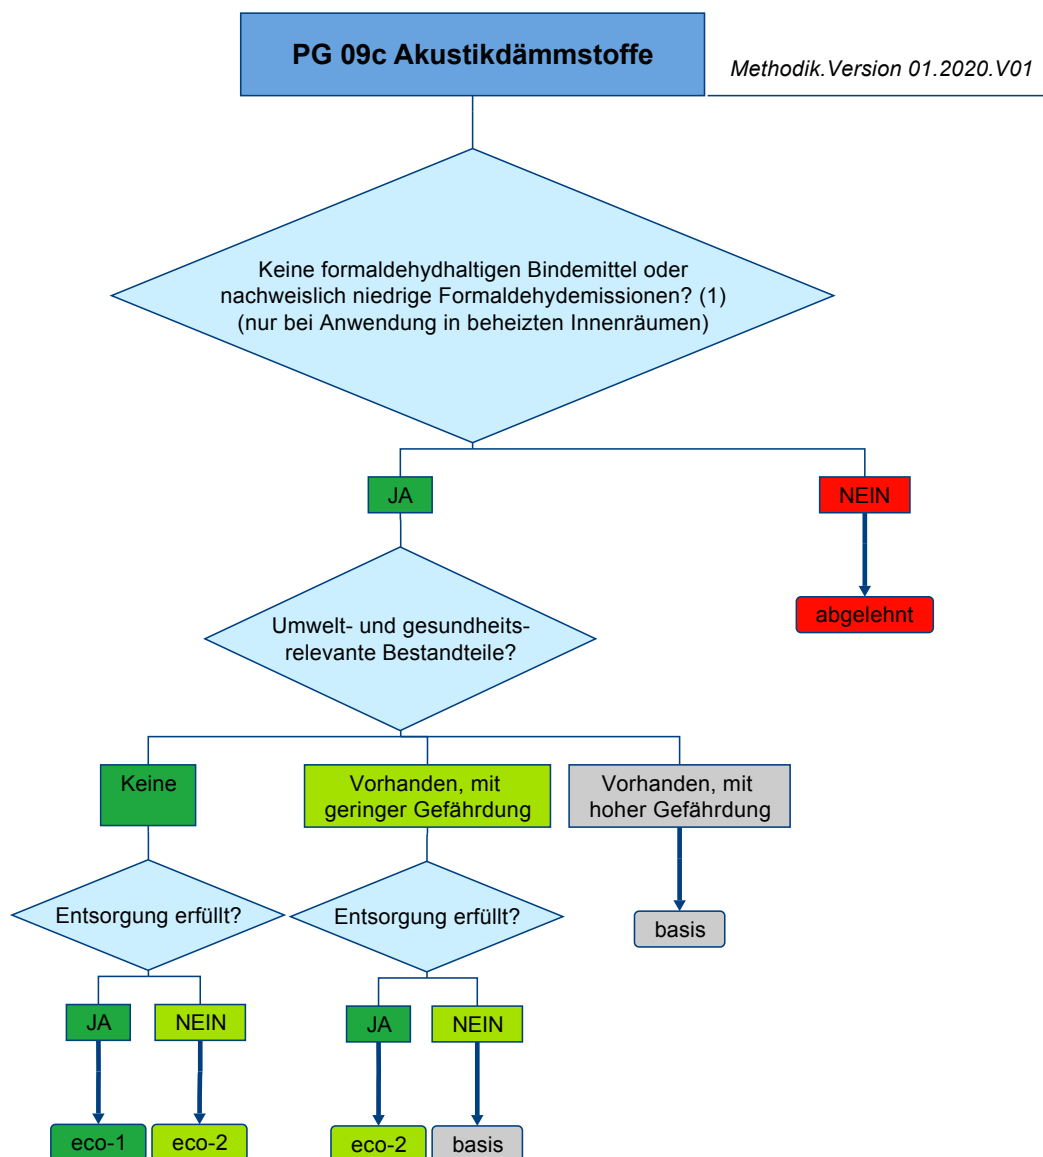 PG 09c Akustikdämmstoffe
Methodik.Version 01.2020.V01
Keine formaldehydhaltigen Bindemittel oder
nachweislich niedrige Formaldehydemissionen? (1)
(nur bei Anwendung in beheizten Innenräumen)
JA
NEIN
abgelehnt
Umwelt- und gesundheits-
relevante Bestandteile?
Keine
Vorhanden, mit
geringer Gefährdung
Vorhanden, mit
hoher Gefährdung
Entsorgung erfüllt?
Entsorgung erfüllt?
basis
JA
NEIN
JA
NEIN
eco-1
eco-2
eco-2
basis